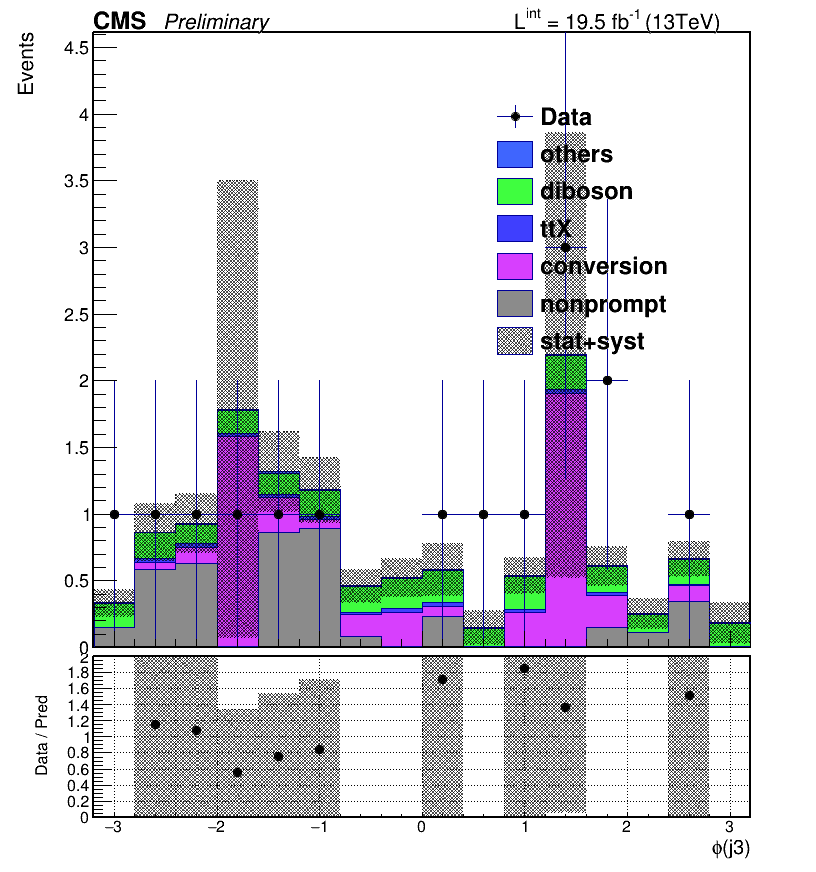 CMS Preliminary L^int = 19.5 fb^-1 (13TeV)
Events
4.5
4
3.5
3
2.5
2
1.5
1
0.5
0
Data
others
diboson
ttX
conversion
nonprompt
stat+syst
Data / Pred
2
1.8
1.6
1.4
1.2
1
0.8
0.6
0.4
0.2
0
−3 −2 −1 0 1 2 3
ϕ(j3)